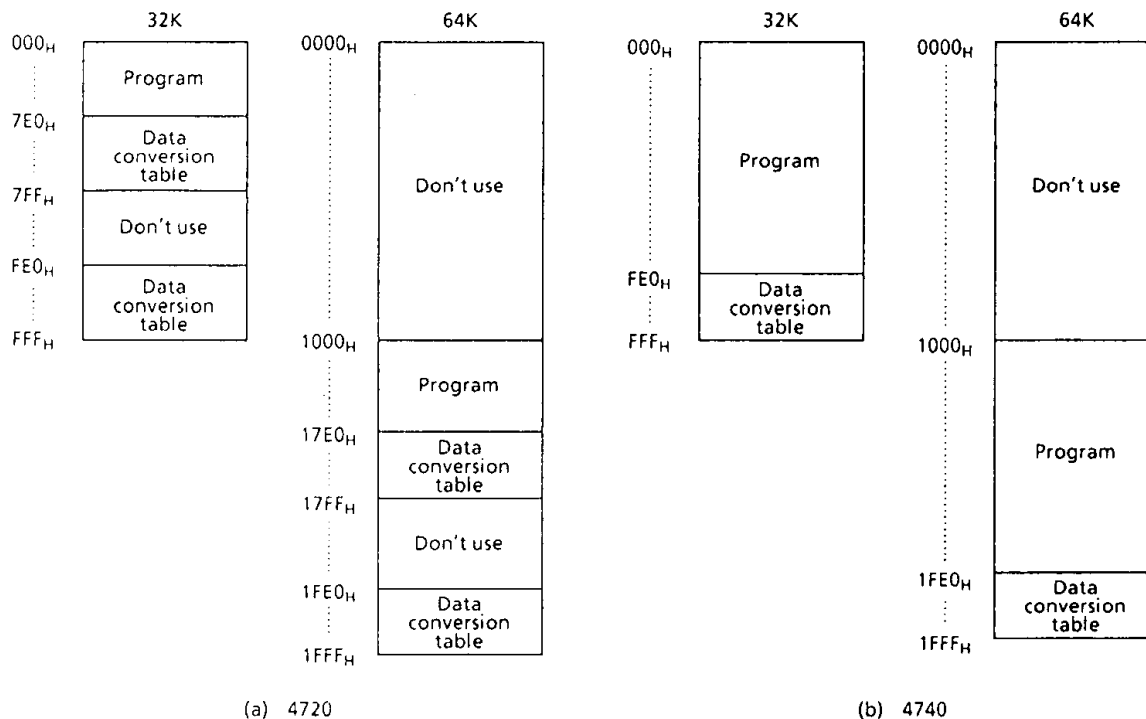 32K
000H
Program
7E0H
Data
conversion
table
7FFH
Don't use
FE0H
Data
conversion
table
FFFH
64K
0000H
Don't use
1000H
Program
17E0H
Data
conversion
table
17FFH
Don't use
1FE0H
Data
conversion
table
1FFFH
(a) 4720
32K
000H
Program
FE0H
Data
conversion
table
FFFH
64K
0000H
Don't use
1000H
Program
1FE0H
Data
conversion
table
1FFFH
(b) 4740